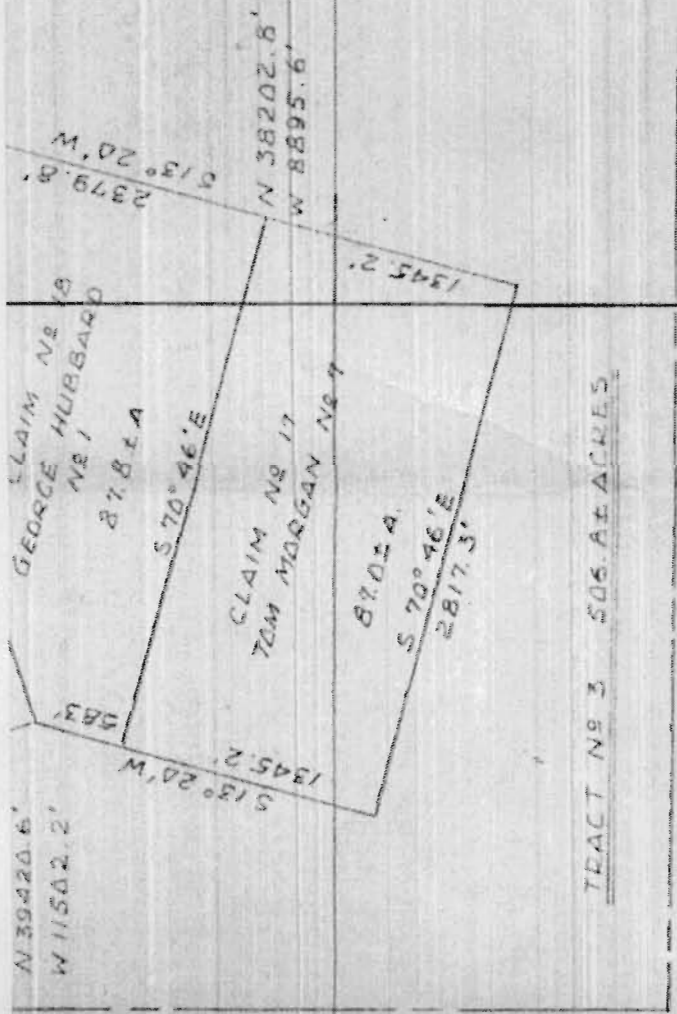 N 39420.6'
W 11502.2'
583'
S 13° 20' W
1345.2'
CLAIM Nº 18
GEORGE HUBBARD
Nº 1
87.8 ± A
S 70° 46' E
2379.8'
S 13° 20' W
N 38202.8'
W 8895.6'
1345.2'
CLAIM Nº 17
TOM MORGAN Nº 7
87.0 ± A.
S 70° 46' E
2817.3'
TRACT Nº 3 506.4± ACRES